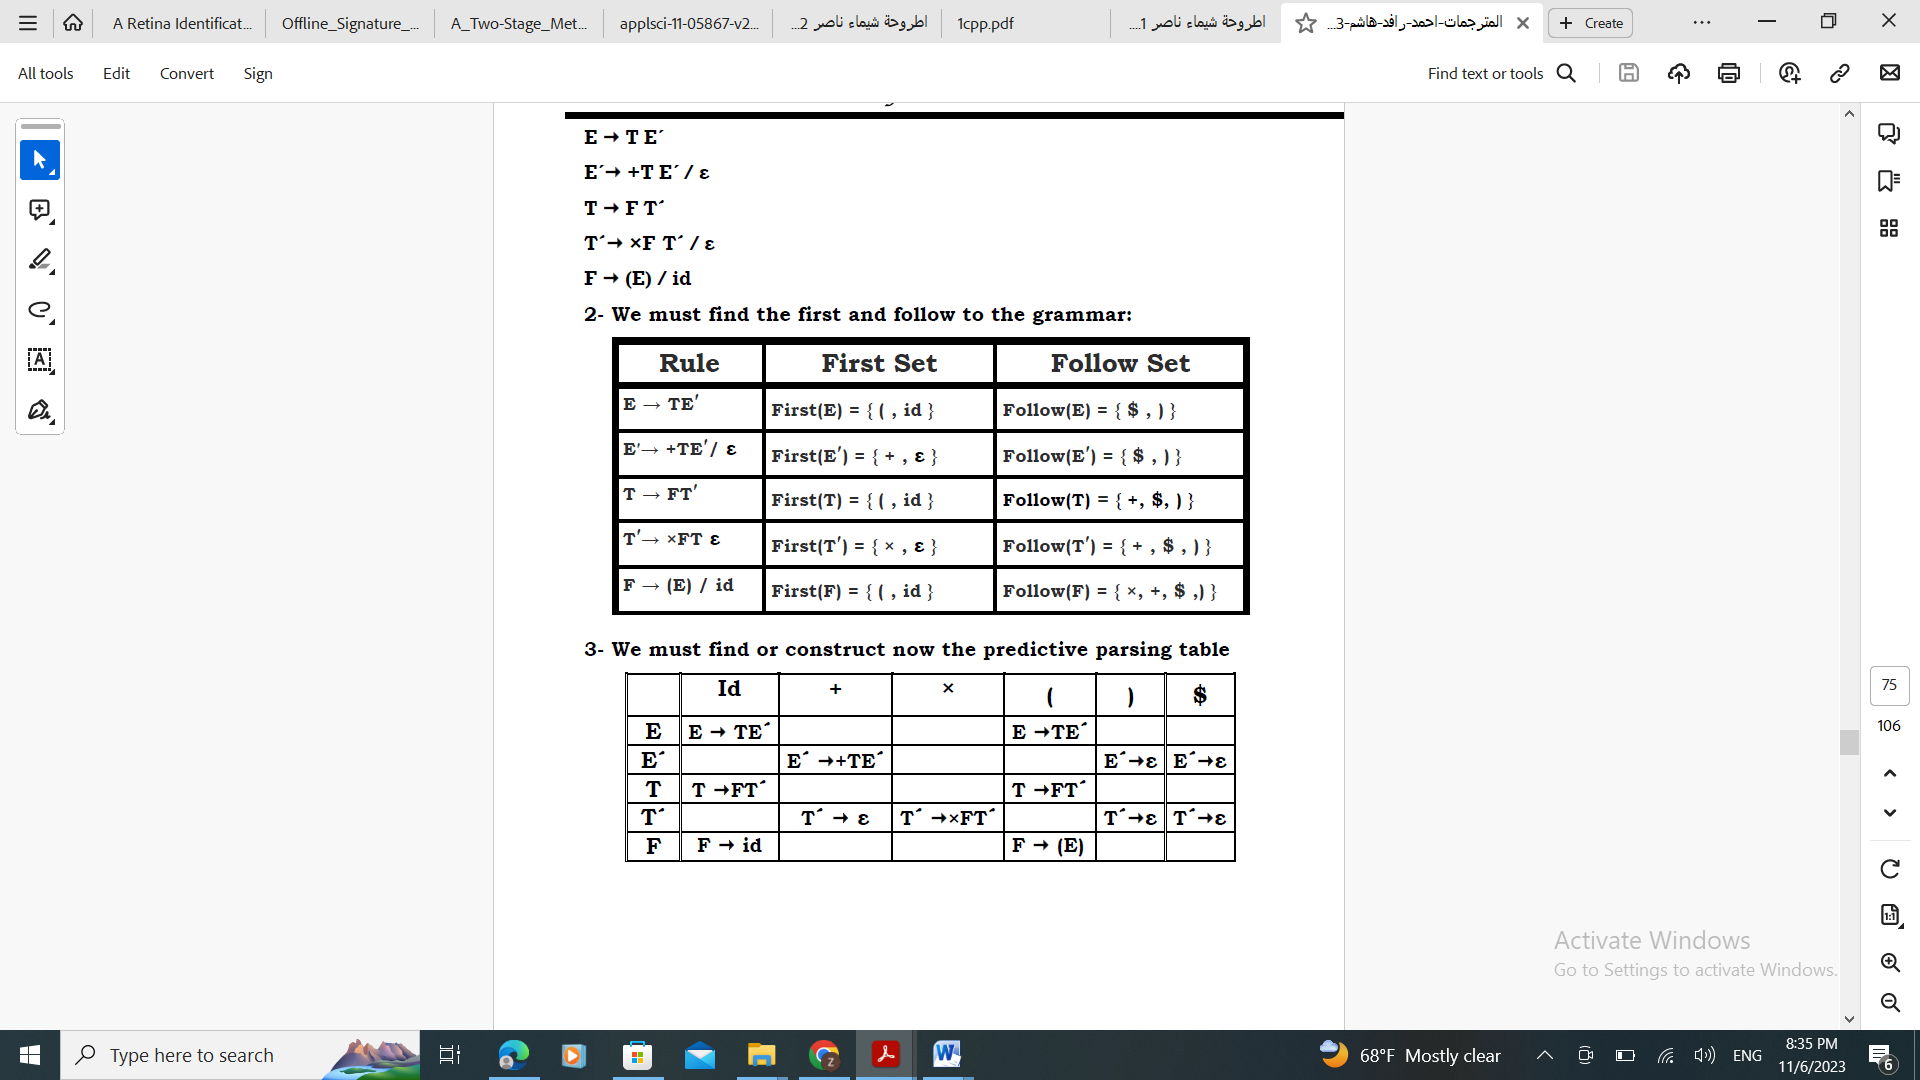 A Retina Identificat...
Offline_Signature_...
A_Two-Stage_Met...
applsci-11-05867-v2...
اطروحة شيماء ناصر 2...
1cpp.pdf
اطروحة شيماء ناصر 1....
المترجمات-احمد-رافد-هاشم-3...
Create
All tools Edit Convert Sign
Find text or tools
E → T E´
E´→ +T E´ / ε
T → F T´
T´→ ×F T´ / ε
F → (E) / id
2- We must find the first and follow to the grammar:
Rule First Set Follow Set
E → TE′ First(E) = { ( , id } Follow(E) = { $ , ) }
E′→ +TE′/ ε First(E′) = { + , ε } Follow(E′) = { $ , ) }
T → FT′ First(T) = { ( , id } Follow(T) = { +, $, ) }
T′→ ×FT ε First(T′) = { × , ε } Follow(T′) = { + , $ , ) }
F → (E) / id First(F) = { ( , id } Follow(F) = { ×, +, $ ,) }
3- We must find or construct now the predictive parsing table
Id + × ( ) $
E E → TE´ E →TE´
E´ E´ →+TE´ E´→ε E´→ε
T T →FT´ T →FT´
T´ T´ → ε T´ →×FT´ T´→ε T´→ε
F F → id F → (E)
75
106
Activate Windows
Go to Settings to activate Windows.
Type here to search
68°F Mostly clear
ENG
8:35 PM
11/6/2023
6